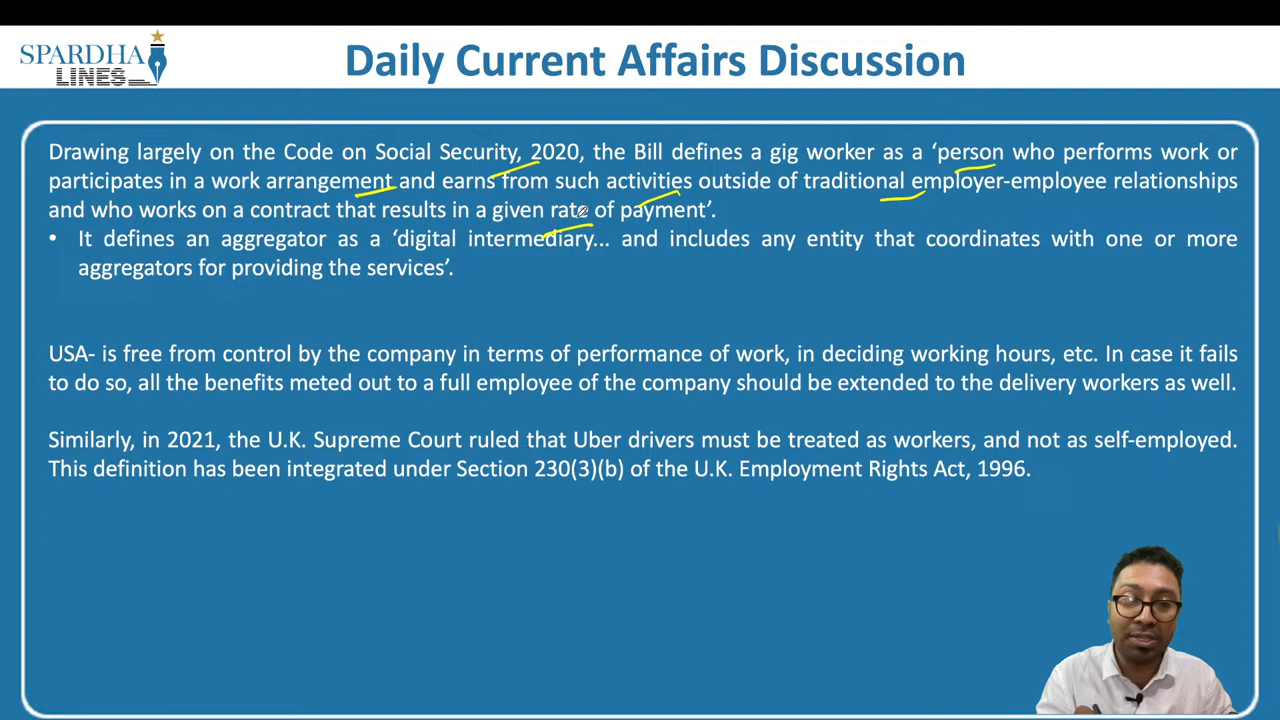 SPARDHA
LINES
Daily Current Affairs Discussion
Drawing largely on the Code on Social Security, 2020, the Bill defines a gig worker as a ‘person who performs work or
participates in a work arrangement and earns from such activities outside of traditional employer-employee relationships
and who works on a contract that results in a given rate of payment’.
• It defines an aggregator as a ‘digital intermediary... and includes any entity that coordinates with one or more
aggregators for providing the services’.
USA- is free from control by the company in terms of performance of work, in deciding working hours, etc. In case it fails
to do so, all the benefits meted out to a full employee of the company should be extended to the delivery workers as well.
Similarly, in 2021, the U.K. Supreme Court ruled that Uber drivers must be treated as workers, and not as self-employed.
This definition has been integrated under Section 230(3)(b) of the U.K. Employment Rights Act, 1996.